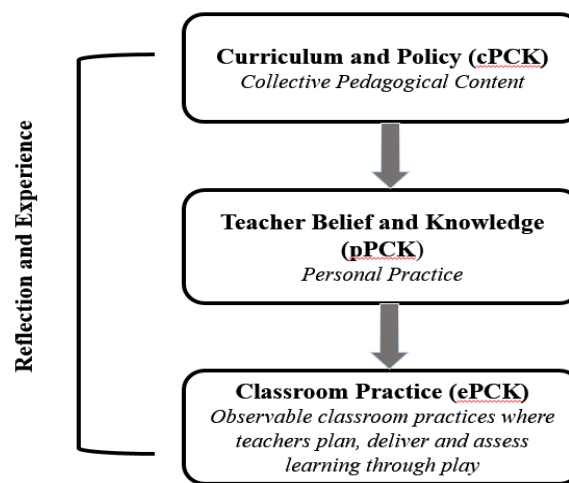 Reflection and Experience
Curriculum and Policy (cPCK)
Collective Pedagogical Content
Teacher Belief and Knowledge
(pPCK)
Personal Practice
Classroom Practice (ePCK)
Observable classroom practices where
teachers plan, deliver and assess
learning through play